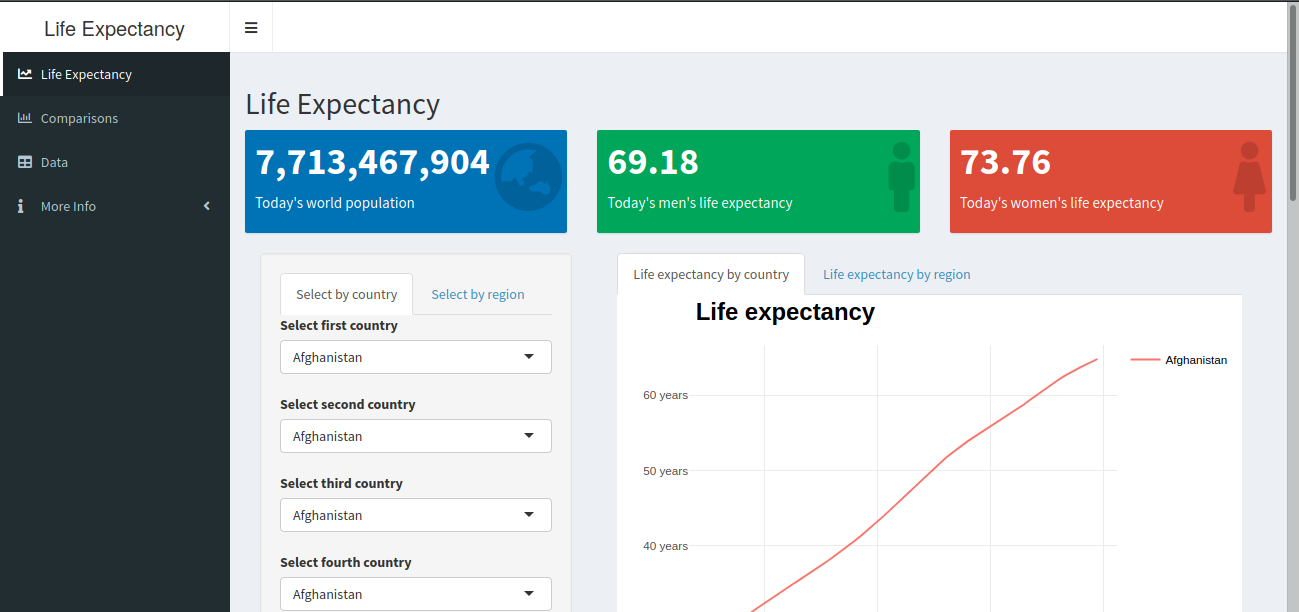 Life Expectancy
Life Expectancy
Comparisons
Data
More Info
Life Expectancy
7,713,467,904
Today's world population
69.18
Today's men's life expectancy
73.76
Today's women's life expectancy
Select by country
Select by region
Select first country
Afghanistan
Select second country
Afghanistan
Select third country
Afghanistan
Select fourth country
Afghanistan
Life expectancy by country
Life expectancy by region
Life expectancy
Afghanistan
60 years
50 years
40 years